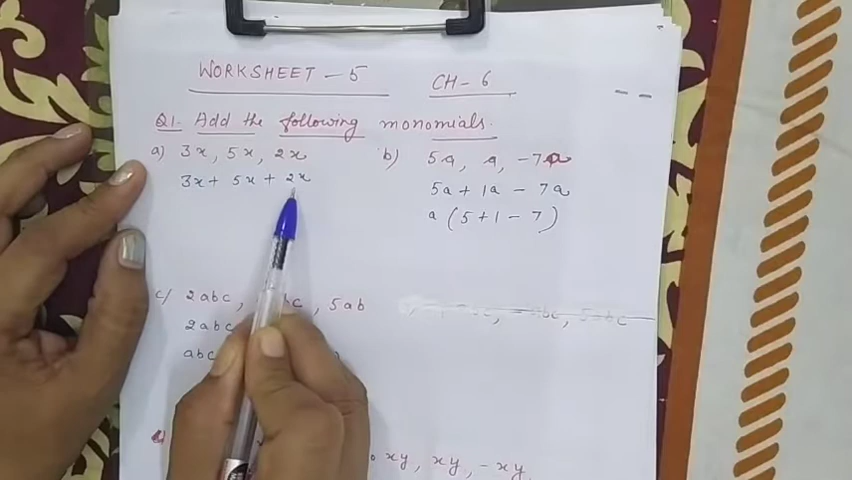 WORKSHEET - 5 CH - 6
Q1. Add the following monomials.
a) 3x, 5x, 2x
3x + 5x + 2x
b) 5a, a, -7a
5a + 1a - 7a
a (5 + 1 - 7)
c) 2abc, bc, 5ab
2abc
abc
xy, xy, -xy,